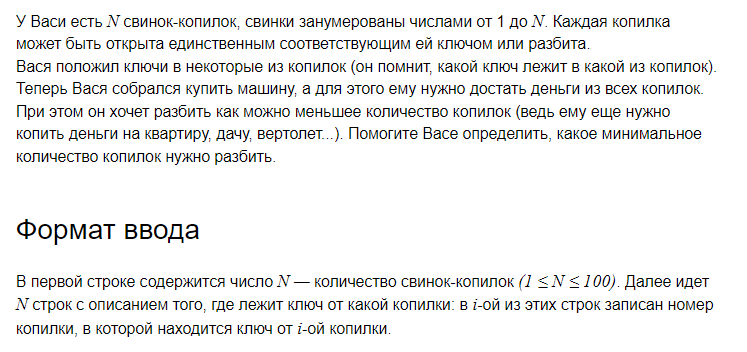 У Васи есть N свинок-копилок, свинки занумерованы числами от 1 до N. Каждая копилка
может быть открыта единственным соответствующим ей ключом или разбита.
Вася положил ключи в некоторые из копилок (он помнит, какой ключ лежит в какой из копилок).
Теперь Вася собрался купить машину, а для этого ему нужно достать деньги из всех копилок.
При этом он хочет разбить как можно меньшее количество копилок (ведь ему еще нужно
копить деньги на квартиру, дачу, вертолет...). Помогите Васе определить, какое минимальное
количество копилок нужно разбить.
Формат ввода
В первой строке содержится число N — количество свинок-копилок (1 ≤ N ≤ 100). Далее идет
N строк с описанием того, где лежит ключ от какой копилки: в i-ой из этих строк записан номер
копилки, в которой находится ключ от i-ой копилки.